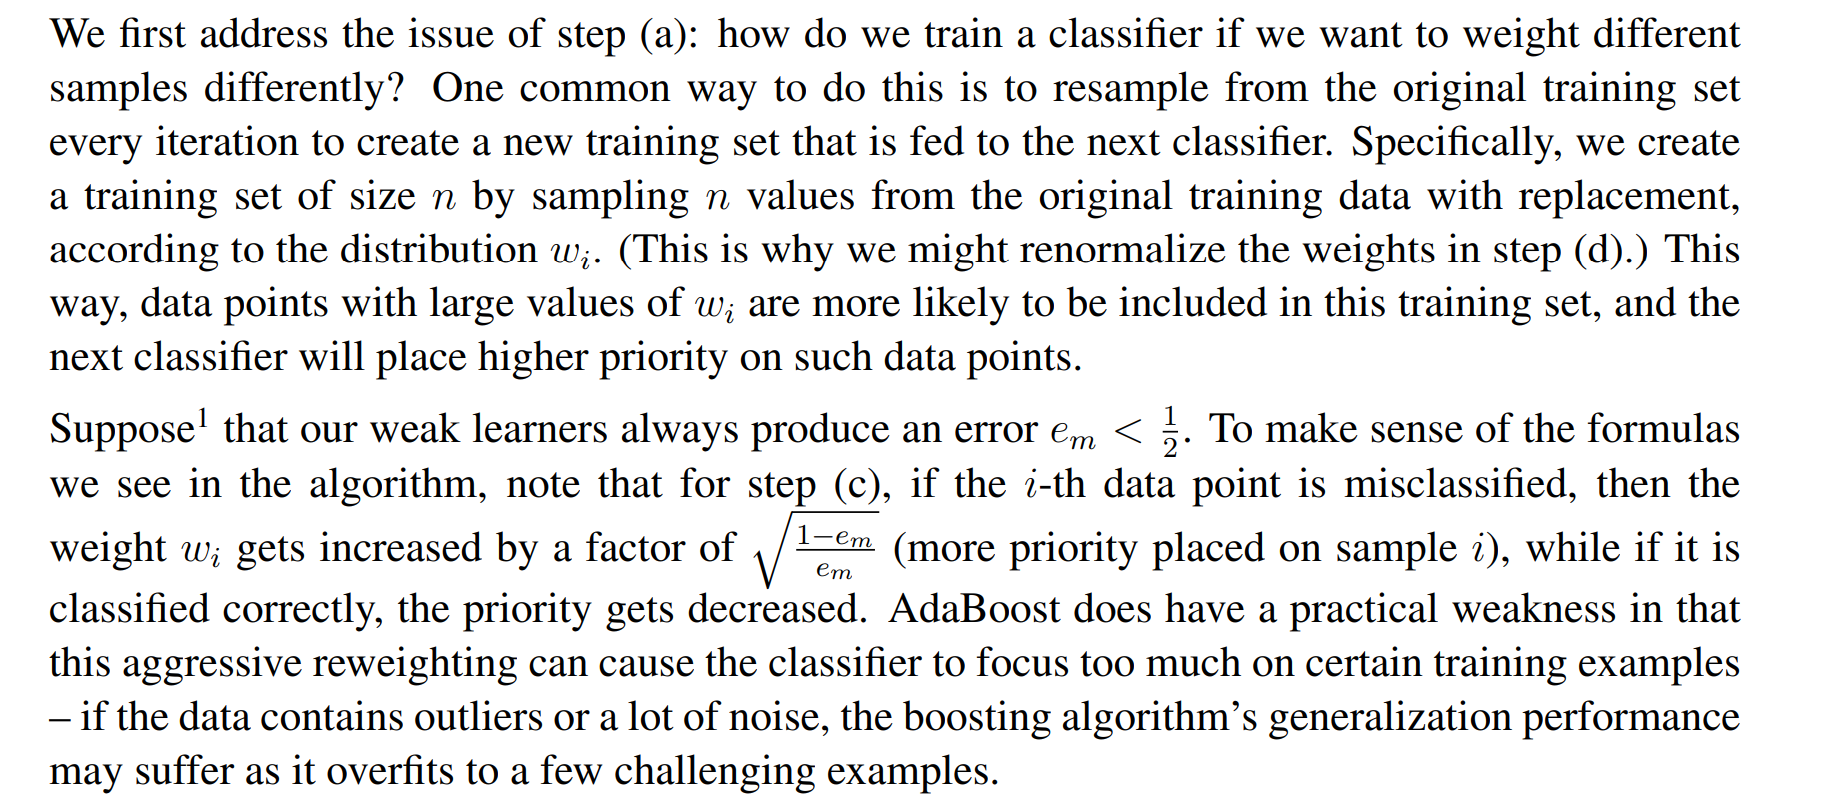 We first address the issue of step (a): how do we train a classifier if we want to weight different
samples differently? One common way to do this is to resample from the original training set
every iteration to create a new training set that is fed to the next classifier. Specifically, we create
a training set of size n by sampling n values from the original training data with replacement,
according to the distribution wᵢ. (This is why we might renormalize the weights in step (d).) This
way, data points with large values of wᵢ are more likely to be included in this training set, and the
next classifier will place higher priority on such data points.
Suppose¹ that our weak learners always produce an error eₘ < ½. To make sense of the formulas
we see in the algorithm, note that for step (c), if the i-th data point is misclassified, then the
weight wᵢ gets increased by a factor of √((1−eₘ)/eₘ) (more priority placed on sample i), while if it is
classified correctly, the priority gets decreased. AdaBoost does have a practical weakness in that
this aggressive reweighting can cause the classifier to focus too much on certain training examples
– if the data contains outliers or a lot of noise, the boosting algorithm’s generalization performance
may suffer as it overfits to a few challenging examples.